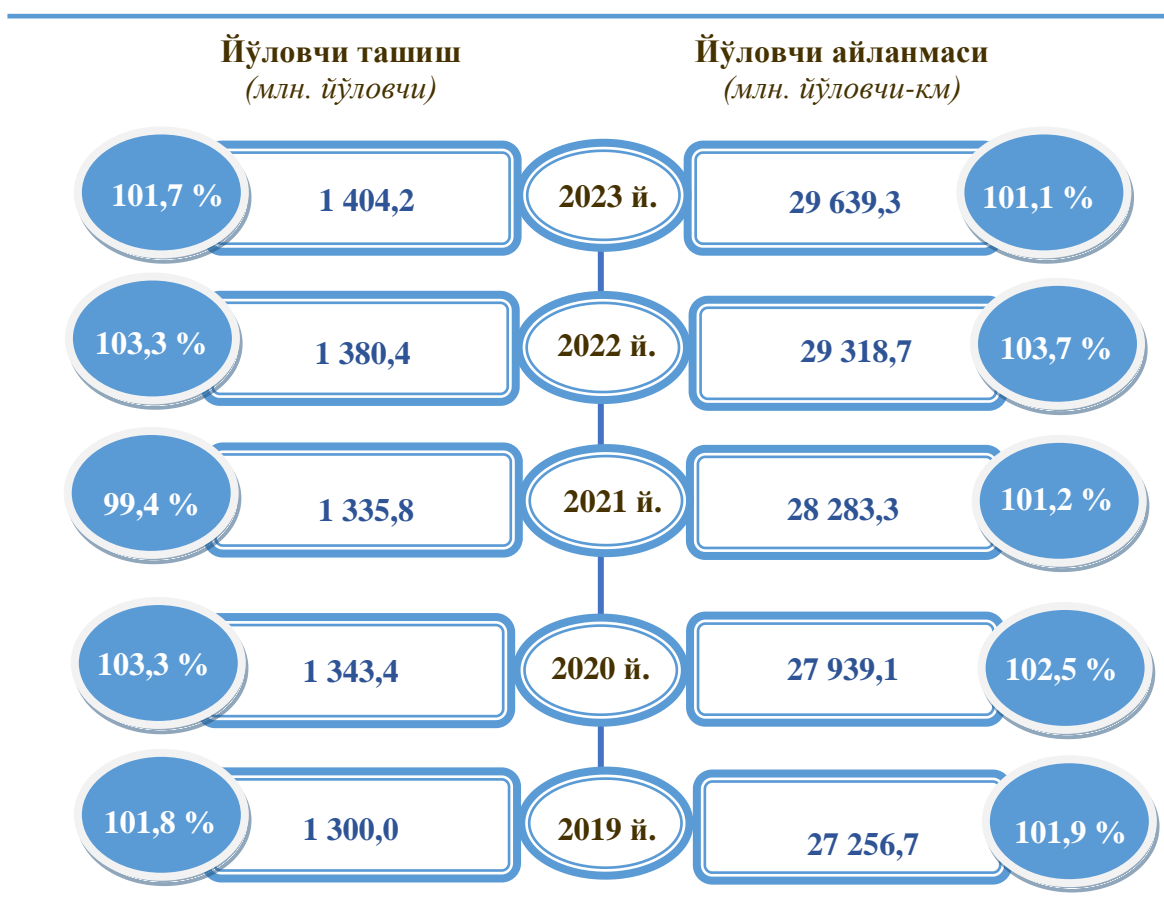 Йўловчи ташиш
(млн. йўловчи)
Йўловчи айланмаси
(млн. йўловчи-км)
101,7 %
1 404,2
2023 й.
29 639,3
101,1 %
103,3 %
1 380,4
2022 й.
29 318,7
103,7 %
99,4 %
1 335,8
2021 й.
28 283,3
101,2 %
103,3 %
1 343,4
2020 й.
27 939,1
102,5 %
101,8 %
1 300,0
2019 й.
27 256,7
101,9 %